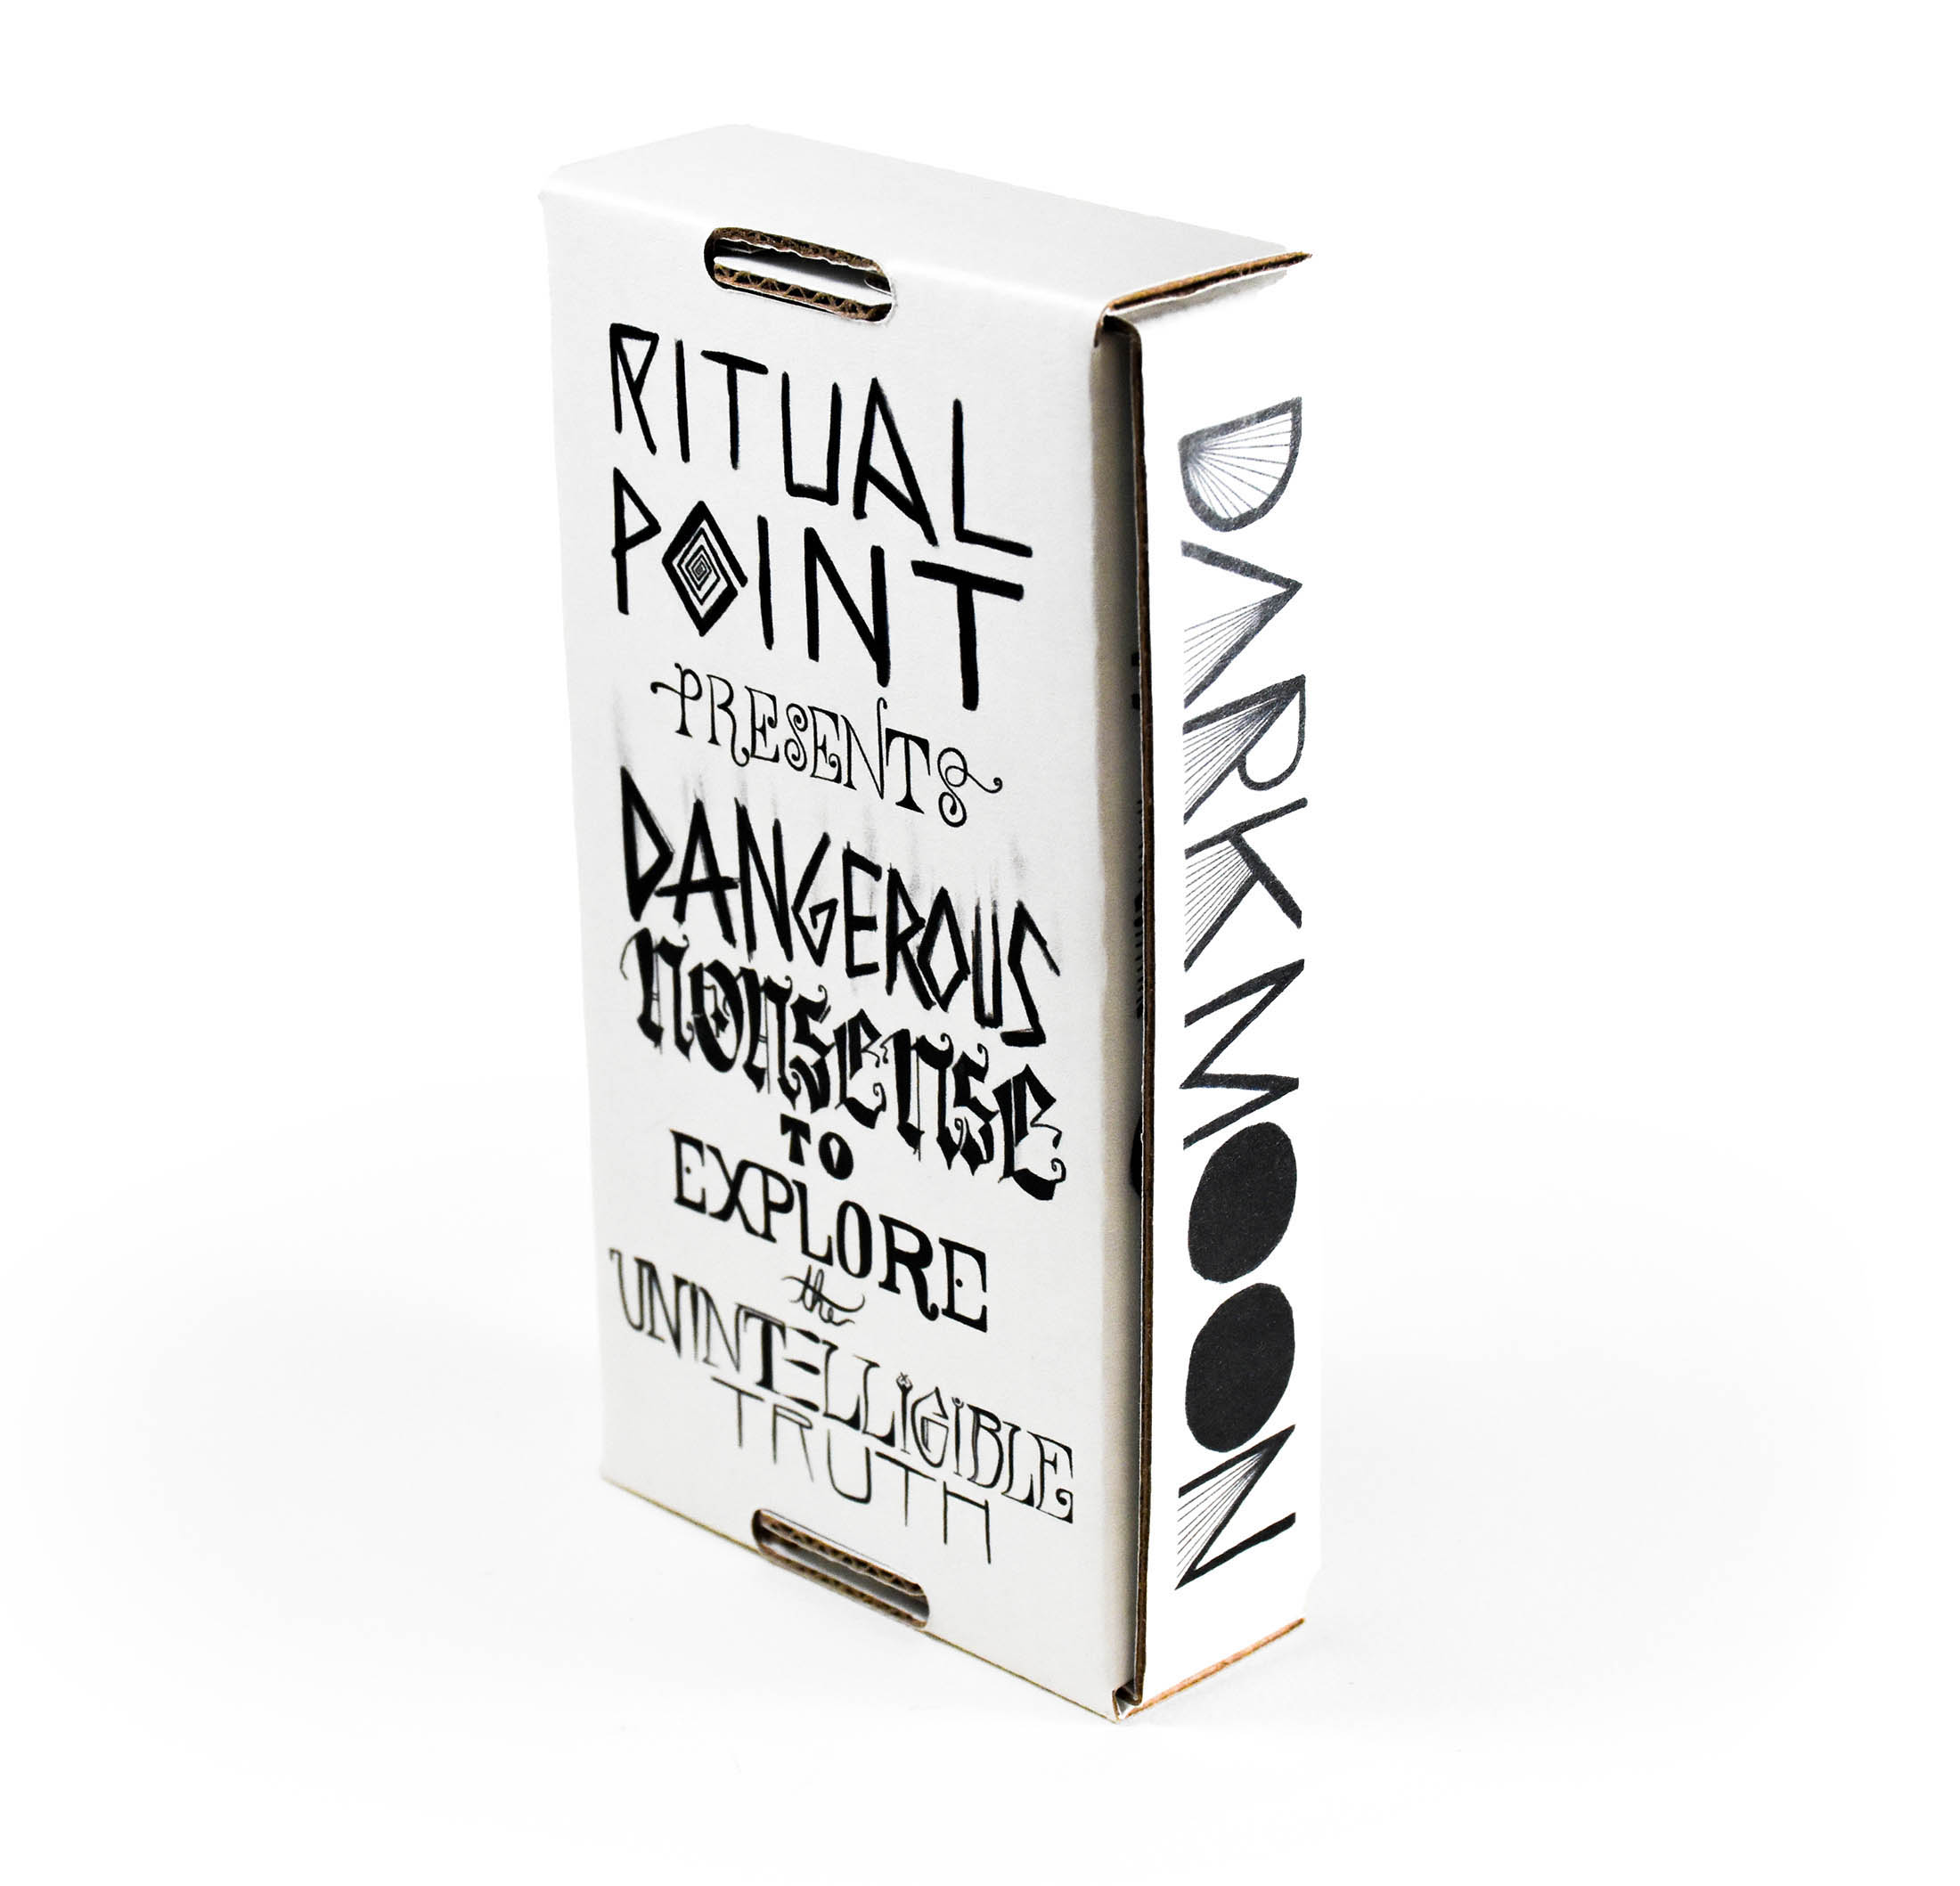 RITUAL
POINT
PRESENTS
DANGEROUS
NONSENSE
TO
EXPLORE
the
UNINTELLIGIBLE
TRUTH
DARKMOON